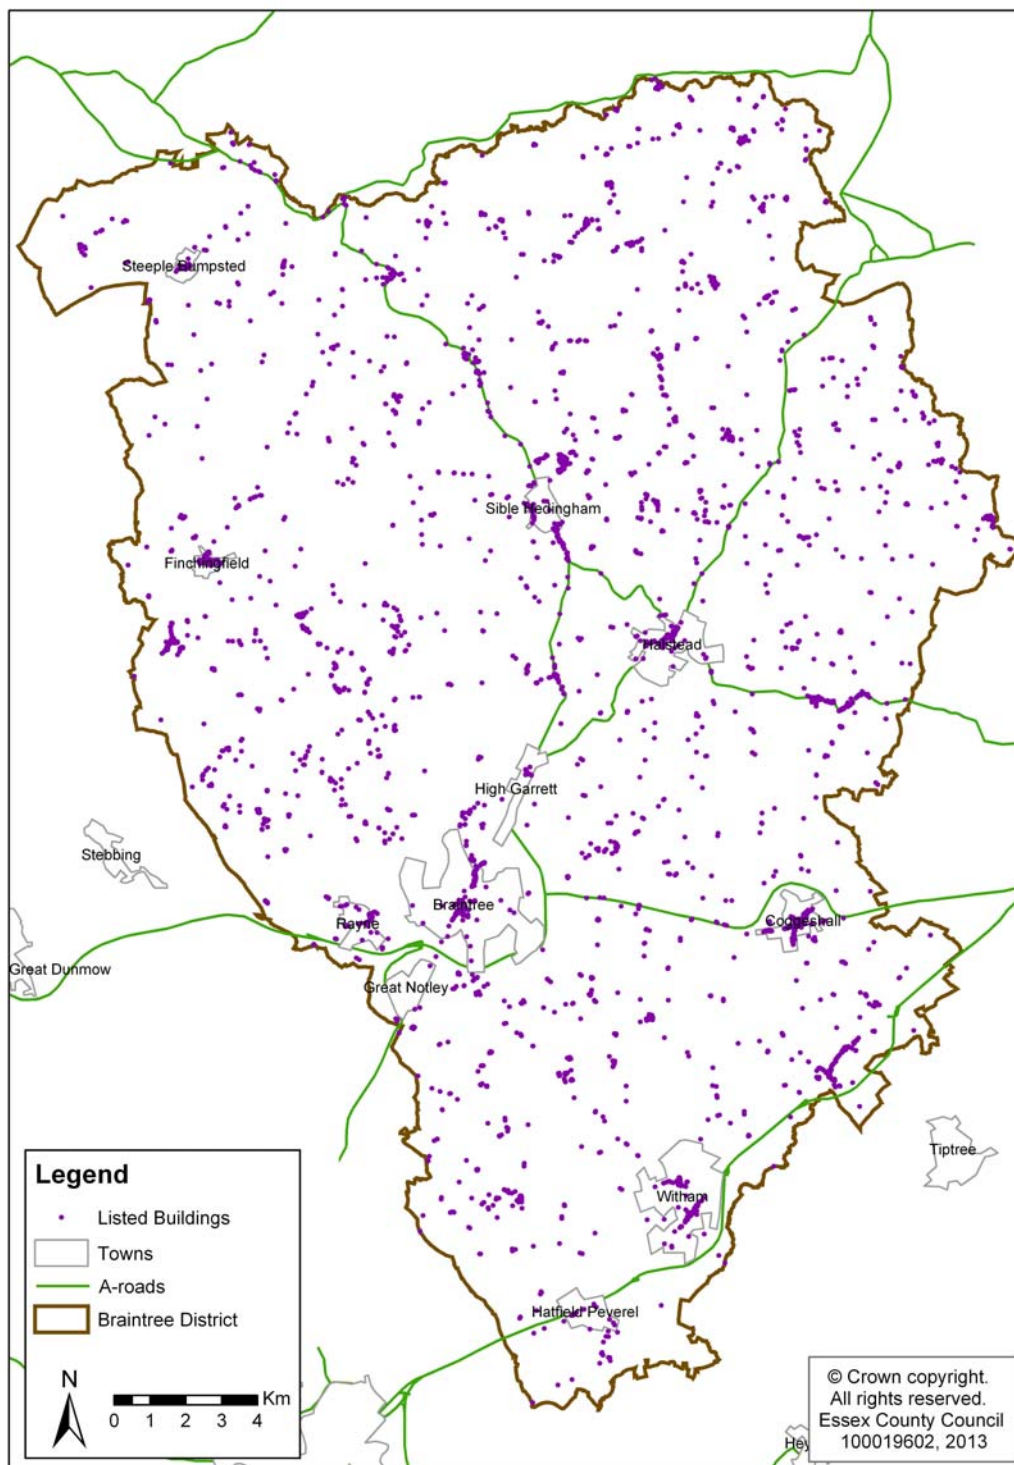 Steeple Bumpsted
Sible Hedingham
Finchingfield
Halstead
High Garrett
Stebbing
Braintree
Rayne
Coggeshall
Great Dunmow
Great Notley
Tiptree
Witham
Hatfield Peverel
Legend
Listed Buildings
Towns
A-roads
Braintree District
N
Km
0 1 2 3 4
Hey
© Crown copyright.
All rights reserved.
Essex County Council
100019602, 2013